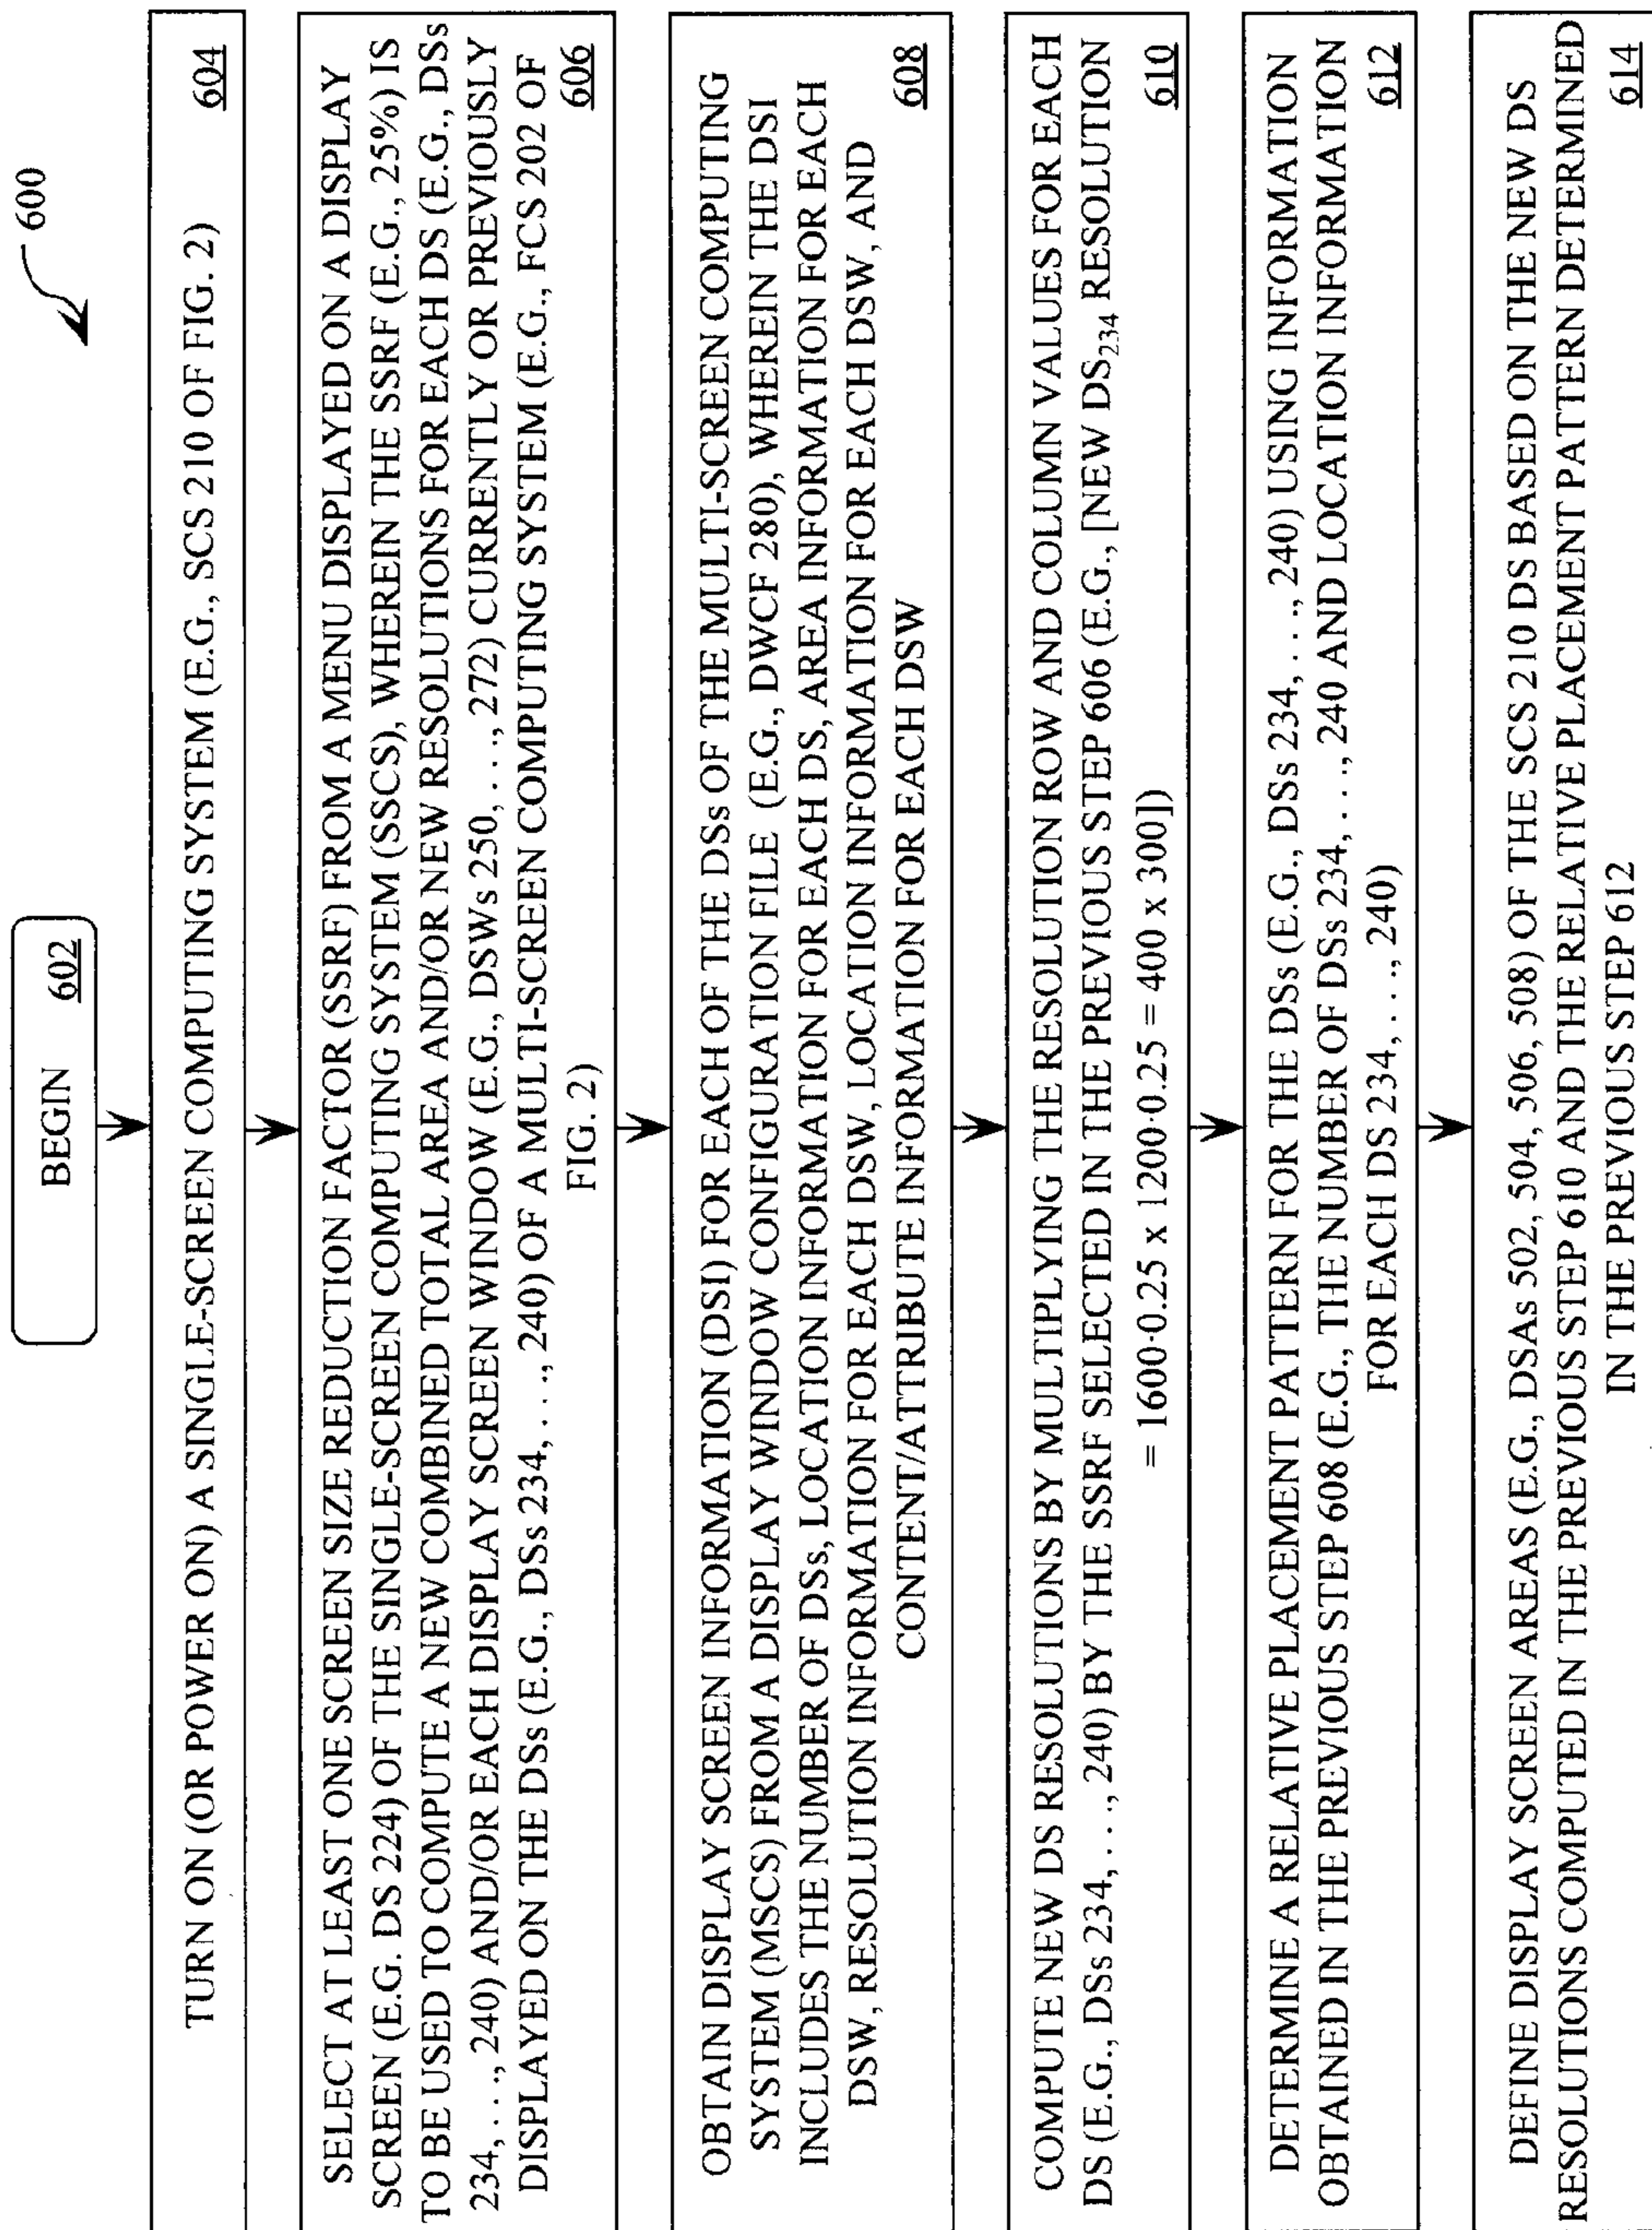 600
BEGIN 602
TURN ON (OR POWER ON) A SINGLE-SCREEN COMPUTING SYSTEM (E.G., SCS 210 OF FIG. 2) 604
SELECT AT LEAST ONE SCREEN SIZE REDUCTION FACTOR (SSRF) FROM A MENU DISPLAYED ON A DISPLAY
SCREEN (E.G. DS 224) OF THE SINGLE-SCREEN COMPUTING SYSTEM (SSCS), WHEREIN THE SSRF (E.G., 25%) IS
TO BE USED TO COMPUTE A NEW COMBINED TOTAL AREA AND/OR NEW RESOLUTIONS FOR EACH DS (E.G., DSs
234, . . ., 240) AND/OR EACH DISPLAY SCREEN WINDOW (E.G., DSWs 250, . . ., 272) CURRENTLY OR PREVIOUSLY
DISPLAYED ON THE DSs (E.G., DSs 234, . . ., 240) OF A MULTI-SCREEN COMPUTING SYSTEM (E.G., FCS 202 OF
FIG. 2) 606
OBTAIN DISPLAY SCREEN INFORMATION (DSI) FOR EACH OF THE DSs OF THE MULTI-SCREEN COMPUTING
SYSTEM (MSCS) FROM A DISPLAY WINDOW CONFIGURATION FILE (E.G., DWCF 280), WHEREIN THE DSI
INCLUDES THE NUMBER OF DSs, LOCATION INFORMATION FOR EACH DS, AREA INFORMATION FOR EACH
DSW, RESOLUTION INFORMATION FOR EACH DSW, LOCATION INFORMATION FOR EACH DSW, AND
CONTENT/ATTRIBUTE INFORMATION FOR EACH DSW 608
COMPUTE NEW DS RESOLUTIONS BY MULTIPLYING THE RESOLUTION ROW AND COLUMN VALUES FOR EACH
DS (E.G., DSs 234, . . ., 240) BY THE SSRF SELECTED IN THE PREVIOUS STEP 606 (E.G., [NEW DS234 RESOLUTION
= 1600·0.25 x 1200·0.25 = 400 x 300]) 610
DETERMINE A RELATIVE PLACEMENT PATTERN FOR THE DSs (E.G., DSs 234, . . ., 240) USING INFORMATION
OBTAINED IN THE PREVIOUS STEP 608 (E.G., THE NUMBER OF DSs 234, . . ., 240 AND LOCATION INFORMATION
FOR EACH DS 234, . . ., 240) 612
DEFINE DISPLAY SCREEN AREAS (E.G., DSAs 502, 504, 506, 508) OF THE SCS 210 DS BASED ON THE NEW DS
RESOLUTIONS COMPUTED IN THE PREVIOUS STEP 610 AND THE RELATIVE PLACEMENT PATTERN DETERMINED
IN THE PREVIOUS STEP 612 614